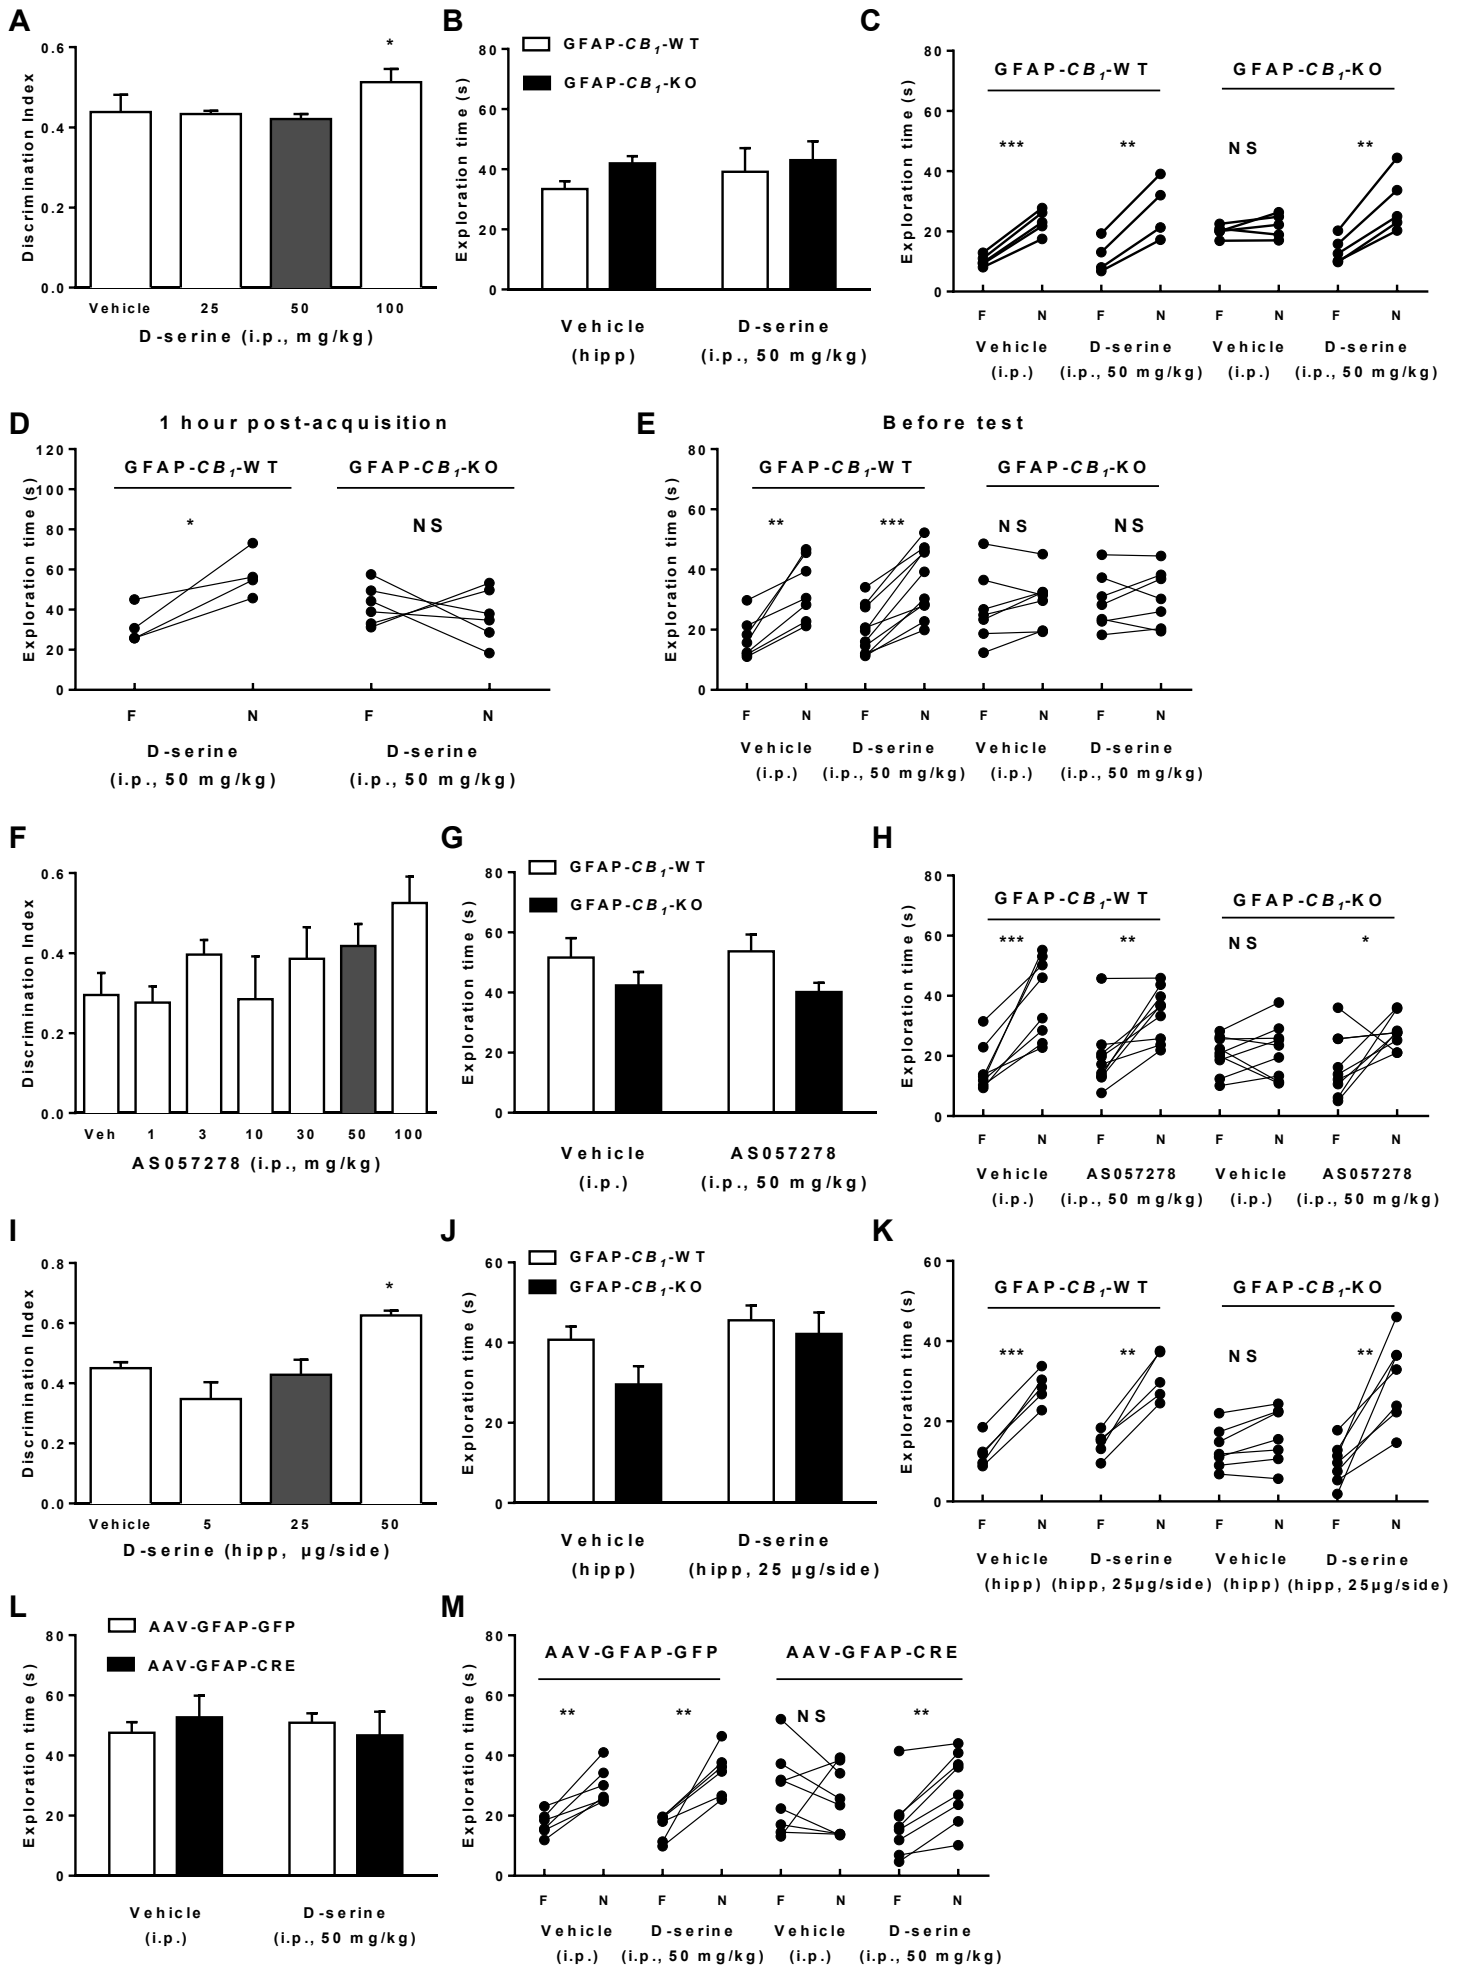 A
Discrimination Index
0.6
0.4
0.2
0.0
*
Vehicle 25 50 100
D-serine (i.p., mg/kg)
B
Exploration time (s)
80
60
40
20
0
GFAP-CB1-WT
GFAP-CB1-KO
Vehicle D-serine
(hipp) (i.p., 50 mg/kg)
C
Exploration time (s)
80
60
40
20
0
GFAP-CB1-WT GFAP-CB1-KO
*** ** NS **
F N F N F N F N
Vehicle D-serine Vehicle D-serine
(i.p.) (i.p., 50 mg/kg) (i.p.) (i.p., 50 mg/kg)
D
1 hour post-acquisition
Exploration time (s)
120
100
80
60
40
20
0
GFAP-CB1-WT GFAP-CB1-KO
* NS
F N F N
D-serine D-serine
(i.p., 50 mg/kg) (i.p., 50 mg/kg)
E
Before test
Exploration time (s)
80
60
40
20
0
GFAP-CB1-WT GFAP-CB1-KO
** *** NS NS
F N F N F N F N
Vehicle D-serine Vehicle D-serine
(i.p.) (i.p., 50 mg/kg) (i.p.) (i.p., 50 mg/kg)
F
Discrimination Index
0.6
0.4
0.2
0.0
Veh 1 3 10 30 50 100
AS057278 (i.p., mg/kg)
G
Exploration time (s)
80
60
40
20
0
GFAP-CB1-WT
GFAP-CB1-KO
Vehicle AS057278
(i.p.) (i.p., 50 mg/kg)
H
Exploration time (s)
80
60
40
20
0
GFAP-CB1-WT GFAP-CB1-KO
*** ** NS *
F N F N F N F N
Vehicle AS057278 Vehicle AS057278
(i.p.) (i.p., 50 mg/kg) (i.p.) (i.p., 50 mg/kg)
I
Discrimination Index
0.8
0.6
0.4
0.2
0.0
*
Vehicle 5 25 50
D-serine (hipp, µg/side)
J
Exploration time (s)
60
40
20
0
GFAP-CB1-WT
GFAP-CB1-KO
Vehicle D-serine
(hipp) (hipp, 25 µg/side)
K
Exploration time (s)
60
40
20
0
GFAP-CB1-WT GFAP-CB1-KO
*** ** NS **
F N F N F N F N
Vehicle D-serine Vehicle D-serine
(hipp) (hipp, 25µg/side) (hipp) (hipp, 25µg/side)
L
Exploration time (s)
80
60
40
20
0
AAV-GFAP-GFP
AAV-GFAP-CRE
Vehicle D-serine
(i.p.) (i.p., 50 mg/kg)
M
Exploration time (s)
80
60
40
20
0
AAV-GFAP-GFP AAV-GFAP-CRE
** ** NS **
F N F N F N F N
Vehicle D-serine Vehicle D-serine
(i.p.) (i.p., 50 mg/kg) (i.p.) (i.p., 50 mg/kg)